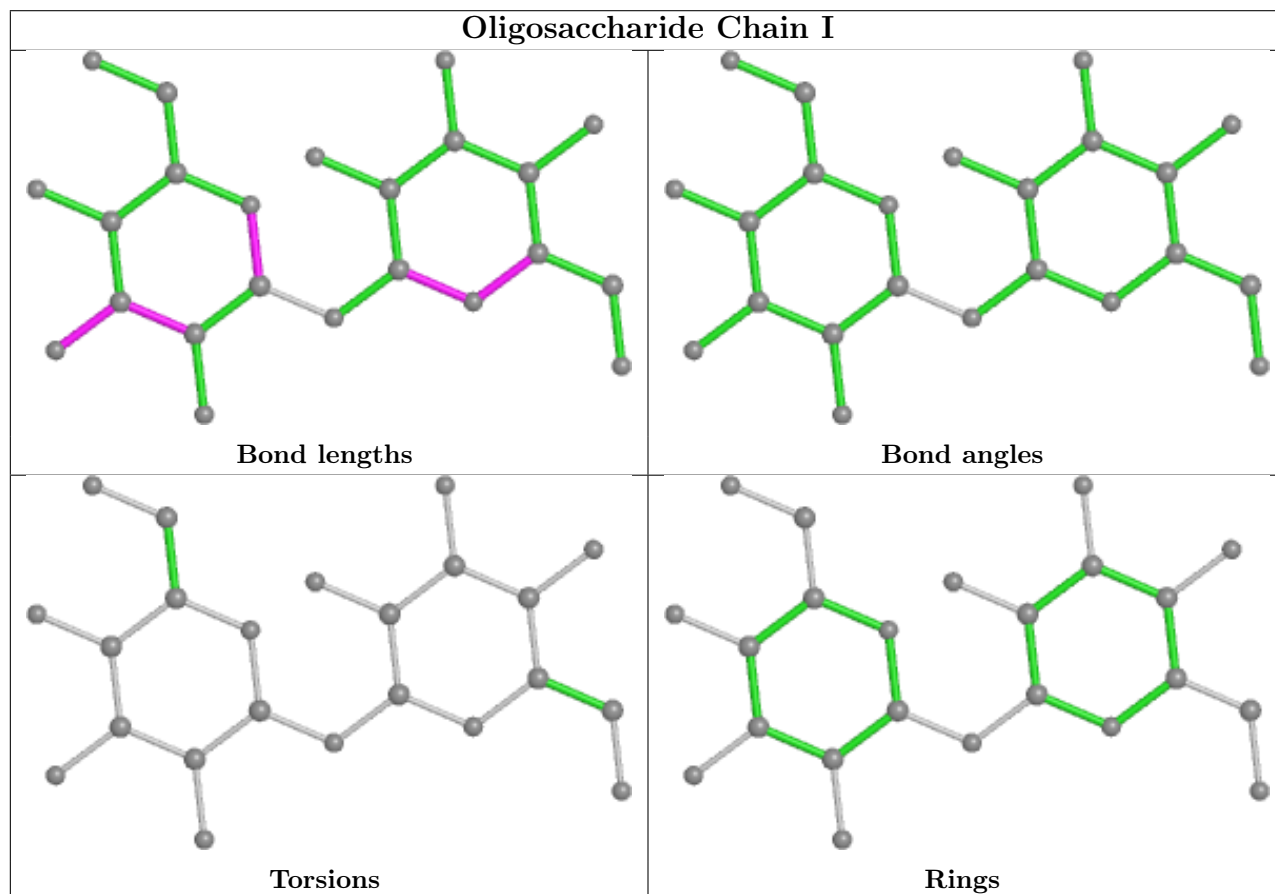 Oligosaccharide Chain I
Bond lengths
Bond angles
Torsions
Rings